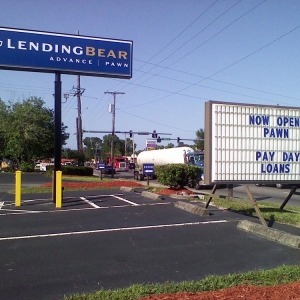 LENDINGBEAR
ADVANCE | PAWN
NOW OPEN
PAWN
PAY DAY
LOANS